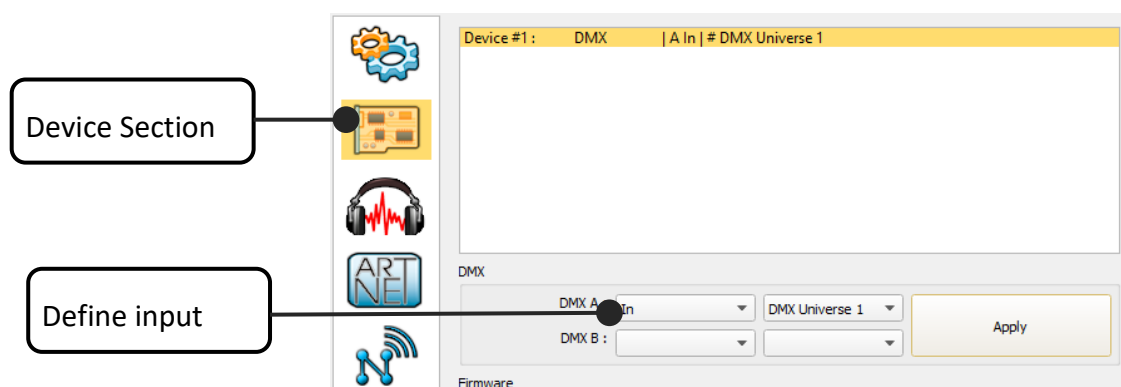 Device #1 : DMX | A In | # DMX Universe 1
Device Section
ART
NET
DMX
Define input
DMX A In DMX Universe 1
Apply
DMX B :
N
Firmware